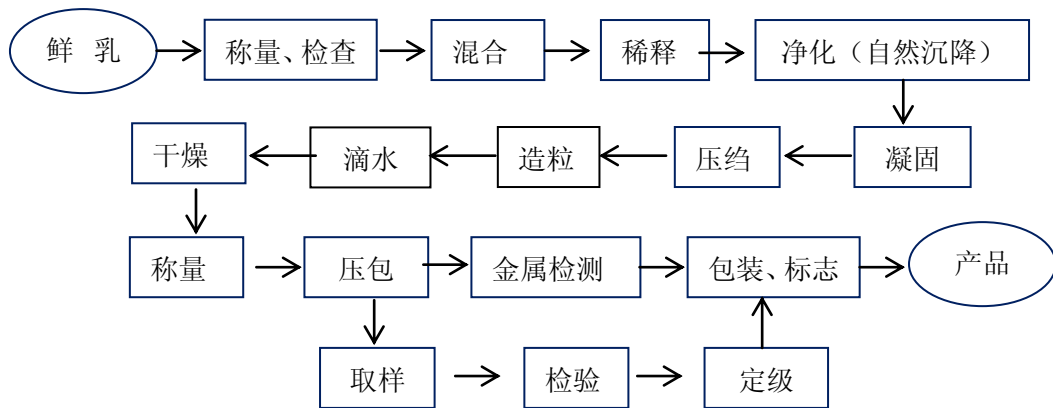 鲜 乳
称量、检查
混合
稀释
净化（自然沉降）
凝固
压绉
造粒
滴水
干燥
称量
压包
金属检测
包装、标志
产品
取样
检验
定级